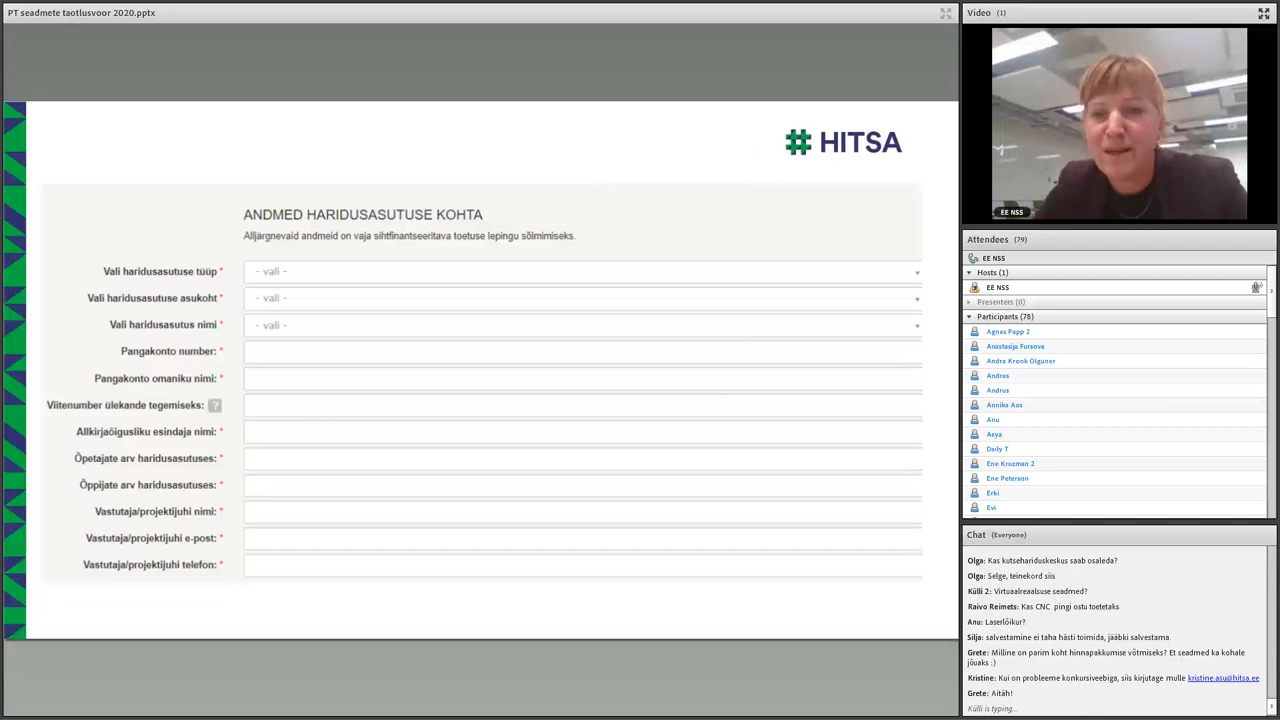 PT seadmete taotlusvoor 2020.pptx
# HITSA
ANDMED HARIDUSASUTUSE KOHTA
Alljärgnevaid andmeid on vaja sihtfinantseeritava toetuse lepingu sõlmimiseks.
Vali haridusasutuse tüüp * - vali -
Vali haridusasutuse asukoht * - vali -
Vali haridusasutus nimi * - vali -
Pangakonto number: *
Pangakonto omaniku nimi: *
Viitenumber ülekande tegemiseks: ?
Allkirjaõigusliku esindaja nimi: *
Õpetajate arv haridusasutuses: *
Õppijate arv haridusasutuses: *
Vastutaja/projektijuhi nimi: *
Vastutaja/projektijuhi e-post: *
Vastutaja/projektijuhi telefon: *
Video (1)
EE NSS
Attendees (79)
EE NSS
Hosts (1)
EE NSS
Presenters (0)
Participants (78)
Agnes Papp 2
Anastasija Fursova
Andra Kronk Olguner
Andres
Andrus
Annika Aas
Anu
Asya
Daily T
Ene Kruzman 2
Ene Peterson
Erki
Evi
Chat (Everyone)
Olga: Kas kutsehariduskeskus saab osaleda?
Olga: Selge, teinekord siis
Külli 2: Virtuaalreaalsuse seadmed?
Raivo Reimets: Kas CNC pingi ostu toetetaks
Anu: Laserlõikur?
Silja: salvestamine ei taha hästi toimida, jääbki salvestama.
Grete: Milline on parim koht hinnapakkumise võtmiseks? Et seadmed ka kohale
jõuaks :)
Kristine: Kui on probleeme konkursiveebiga, siis kirjutage mulle kristine.asu@hitsa.ee
Grete: Aitäh!
Külli is typing...